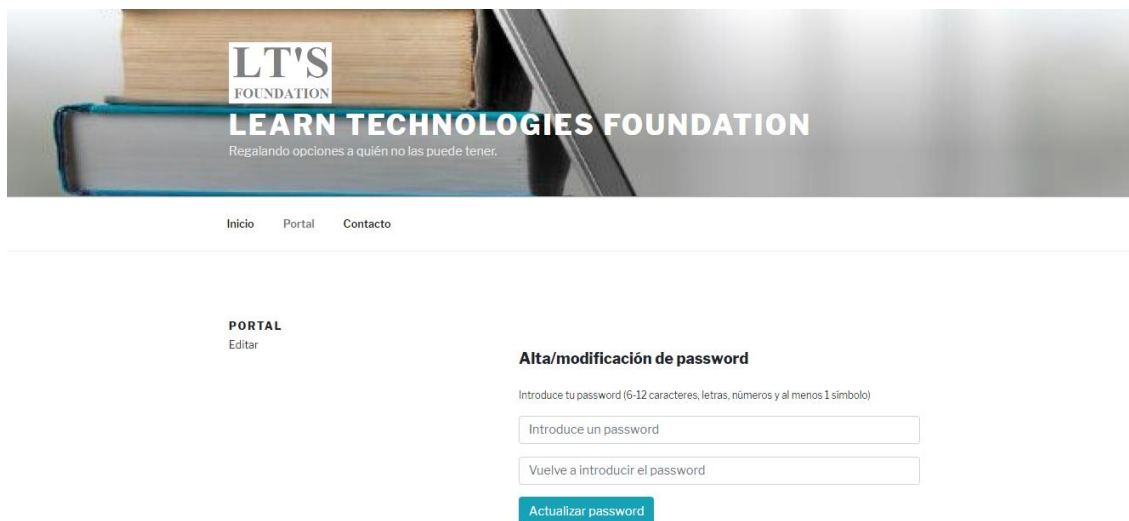 LT'S
FOUNDATION
LEARN TECHNOLOGIES FOUNDATION
Regalando opciones a quién no las puede tener.
Inicio Portal Contacto
PORTAL
Editar
Alta/modificación de password
Introduce tu password (6-12 caracteres, letras, números y al menos 1 símbolo)
Introduce un password
Vuelve a introducir el password
Actualizar password